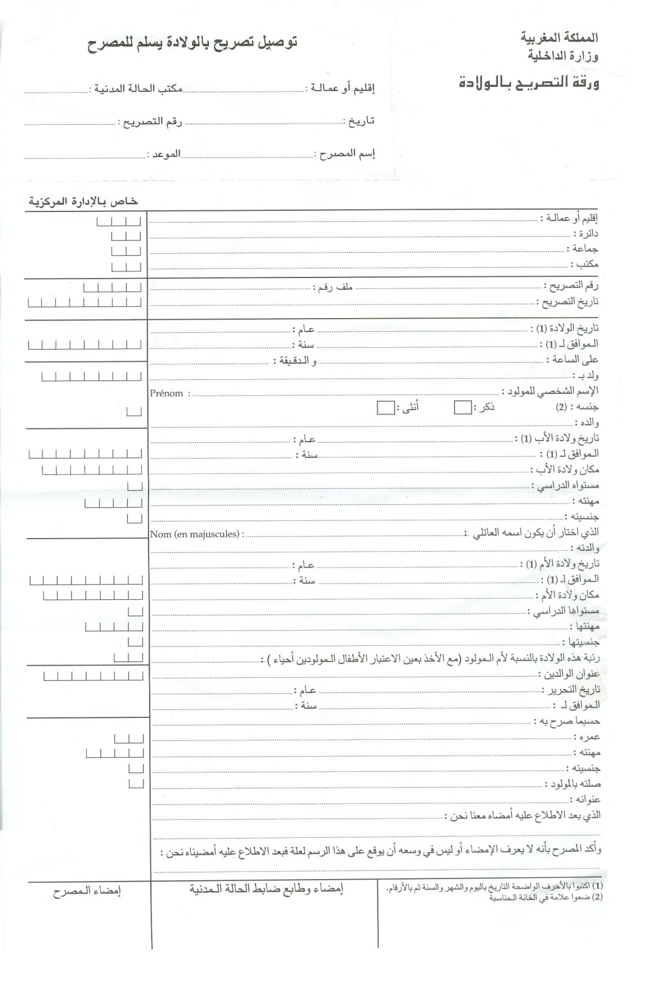 المملكة المغربية
وزارة الداخلية
ورقة التصريح بالولادة
توصيل تصريح بالولادة يسلم للمصرح
إقليم أو عمالة : مكتب الحالة المدنية :
تاريخ : رقم التصريح :
إسم المصرح : الموعد :
خاص بالإدارة المركزية
إقليم أو عمالة :
دائرة :
جماعة :
مكتب :
رقم التصريح : ملف رقم :
تاريخ التصريح :
تاريخ الولادة (1) : عام :
الموافق لـ (1) : سنة :
على الساعة : و الدقيقة :
ولد بـ :
الإسم الشخصي للمولود : Prénom :
جنسه : (2) ذكر : أنثى :
والده :
تاريخ ولادة الأب (1) : عام :
الموافق لـ (1) : سنة :
مكان ولادة الأب :
مستواه الدراسي :
مهنته :
جنسيته :
الذي اختار أن يكون اسمه العائلي : Nom (en majuscules) :
والدته :
تاريخ ولادة الأم (1) : عام :
الموافق لـ (1) : سنة :
مكان ولادة الأم :
مستواها الدراسي :
مهنتها :
جنسيتها :
رتبة هذه الولادة بالنسبة لأم المولود (مع الأخذ بعين الاعتبار الأطفال المولودين أحياء ) :
عنوان الوالدين :
تاريخ التحرير : عام :
الموافق لـ : سنة :
حسبما صرح به :
عمره :
مهنته :
جنسيته :
صلته بالمولود :
عنوانه :
الذي بعد الاطلاع عليه أمضاه معنا نحن :
وأكد المصرح بأنه لا يعرف الإمضاء أو ليس في وسعه أن يوقع على هذا الرسم لعلة فبعد الاطلاع عليه أمضيناه نحن :
(1) اكتبوا بالأحرف الواضحة التاريخ باليوم والشهر والسنة ثم بالأرقام.
(2) ضعوا علامة في الخانة المناسبة
إمضاء وطابع ضابط الحالة المدنية
إمضاء المصرح